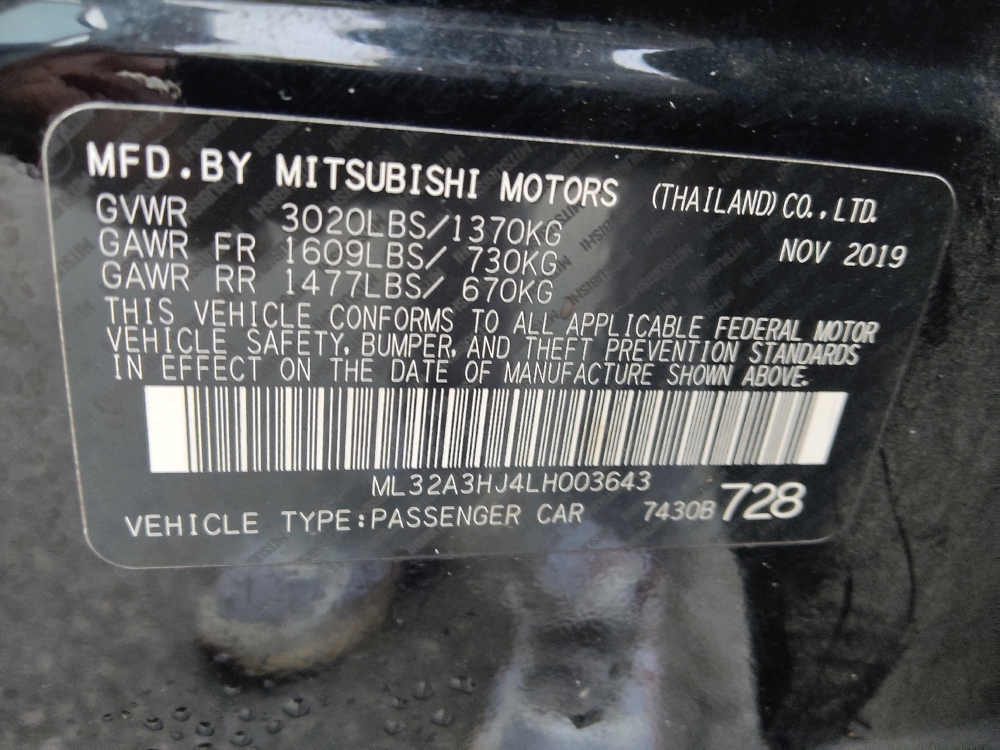 MFD.BY MITSUBISHI MOTORS (THAILAND) CO., LTD.
GVWR 3020LBS/1370KG NOV 2019
GAWR FR 1609LBS/ 730KG
GAWR RR 1477LBS/ 670KG
THIS VEHICLE CONFORMS TO ALL APPLICABLE FEDERAL MOTOR
VEHICLE SAFETY, BUMPER, AND THEFT PREVENTION STANDARDS
IN EFFECT ON THE DATE OF MANUFACTURE SHOWN ABOVE.
ML32A3HJ4LH003643
VEHICLE TYPE:PASSENGER CAR 7430B 728